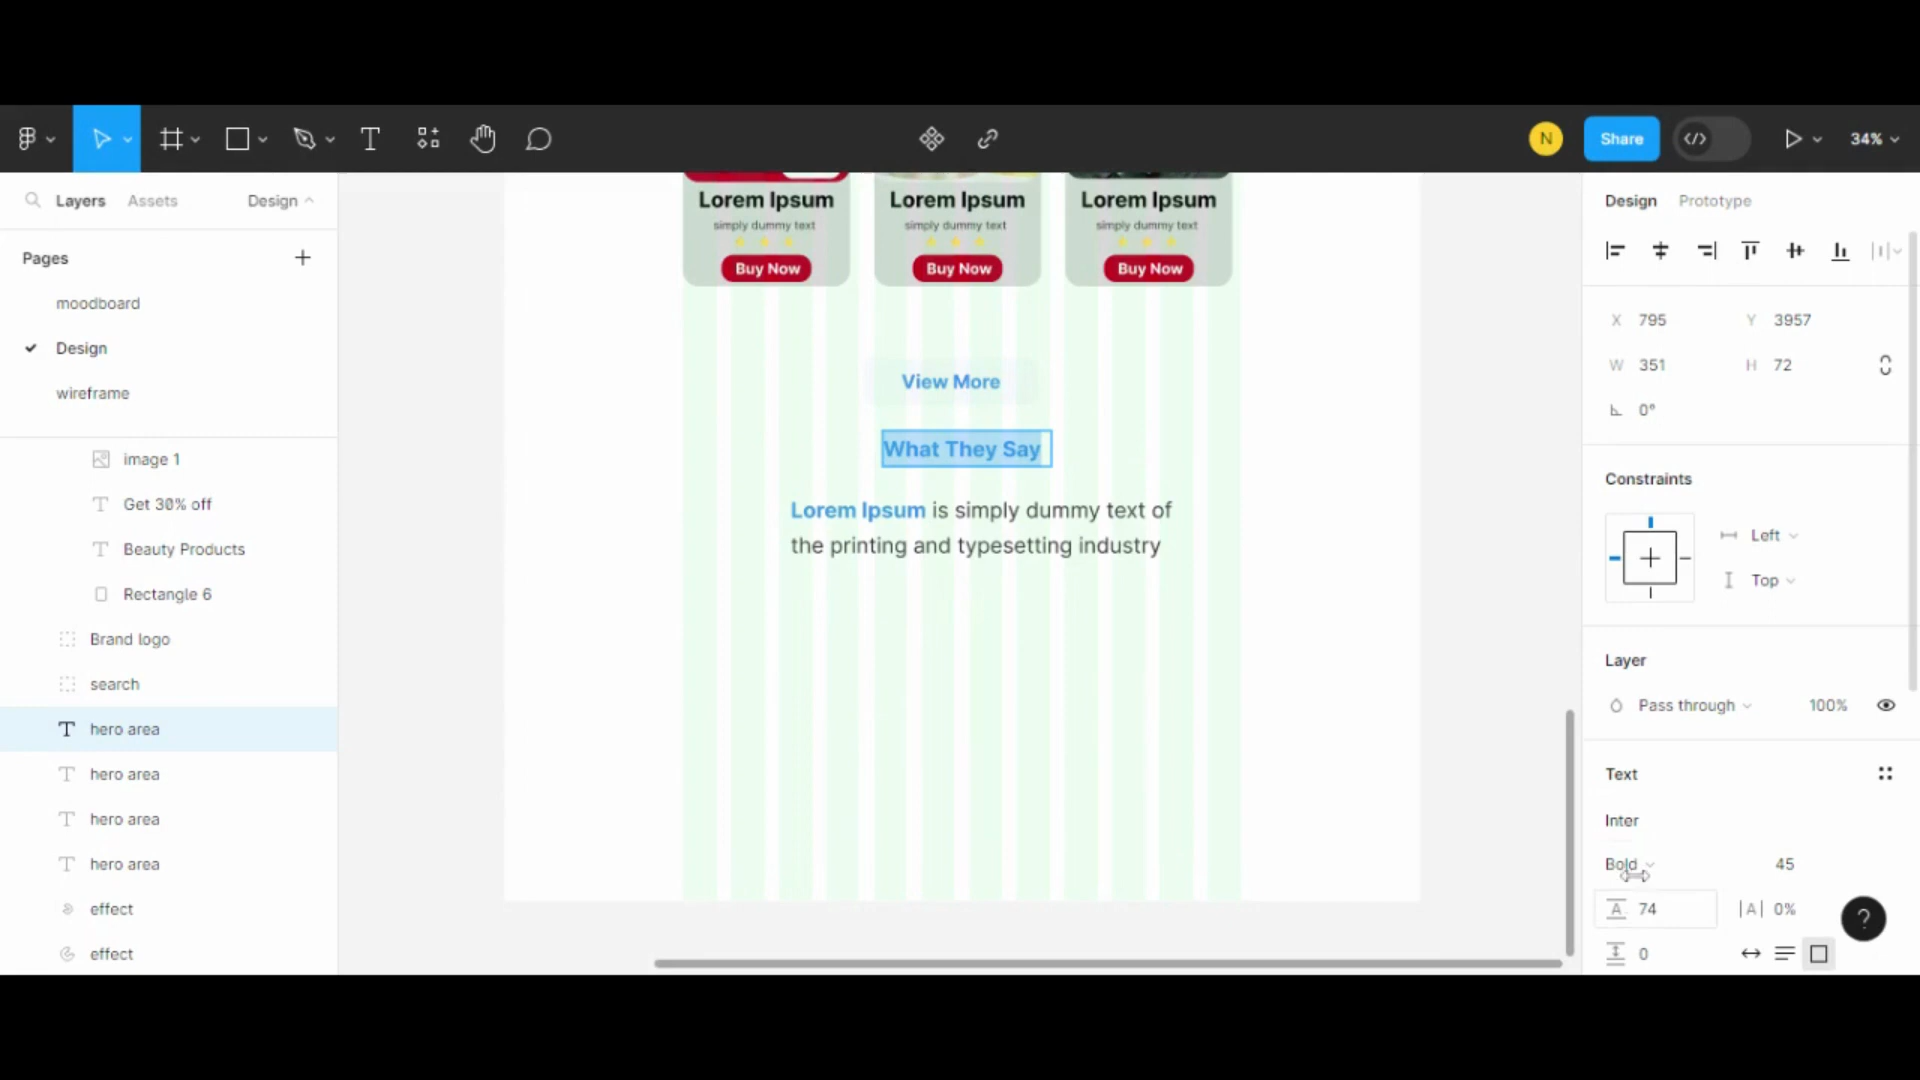 N
Share
34%
Layers
Assets
Design
Pages
moodboard
Design
wireframe
image 1
Get 30% off
Beauty Products
Rectangle 6
Brand logo
search
hero area
hero area
hero area
hero area
effect
effect
Lorem Ipsum
simply dummy text
Buy Now
Lorem Ipsum
simply dummy text
Buy Now
Lorem Ipsum
simply dummy text
Buy Now
View More
What They Say
Lorem Ipsum is simply dummy text of
the printing and typesetting industry
Design
Prototype
X 795
Y 3957
W 351
H 72
0°
Constraints
Left
Top
Layer
Pass through
100%
Text
Inter
Bold
45
A 74
|A| 0%
0
?